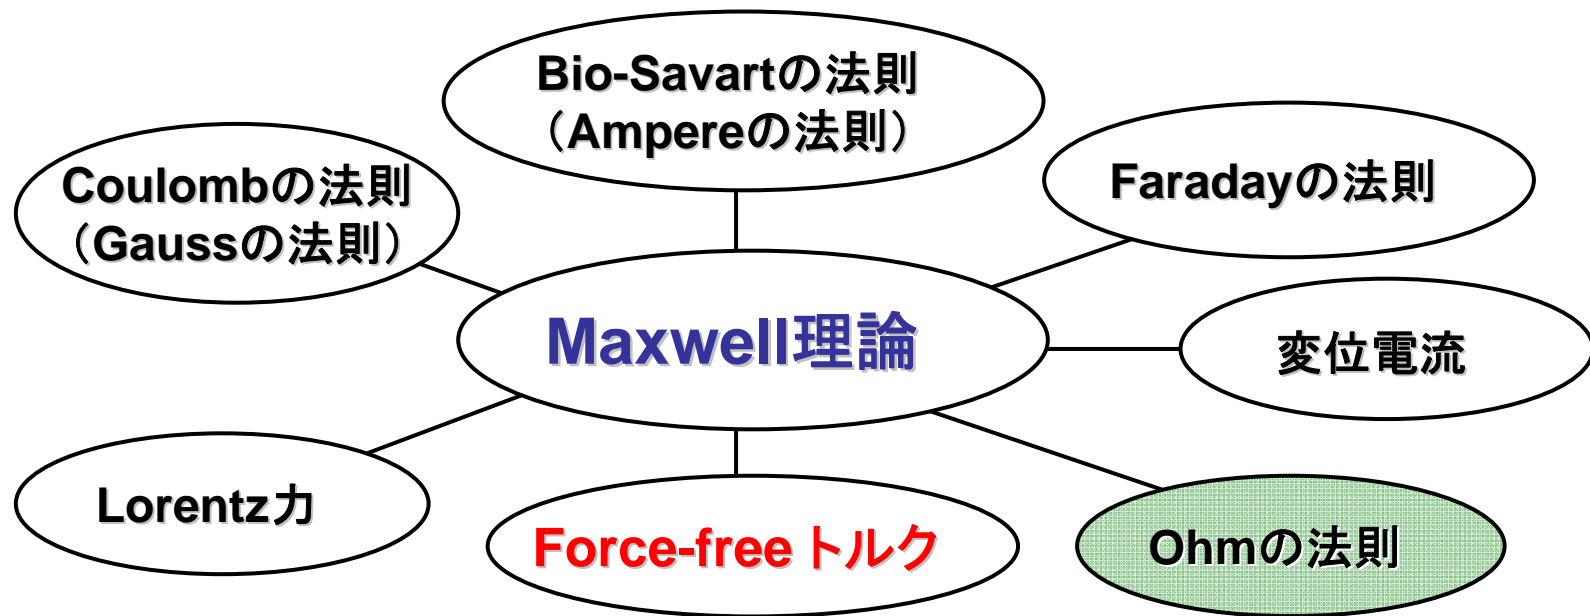 Bio-Savartの法則
（Ampereの法則）
Coulombの法則
（Gaussの法則）
Faradayの法則
Maxwell理論
変位電流
Lorentz力
Force-freeトルク
Ohmの法則